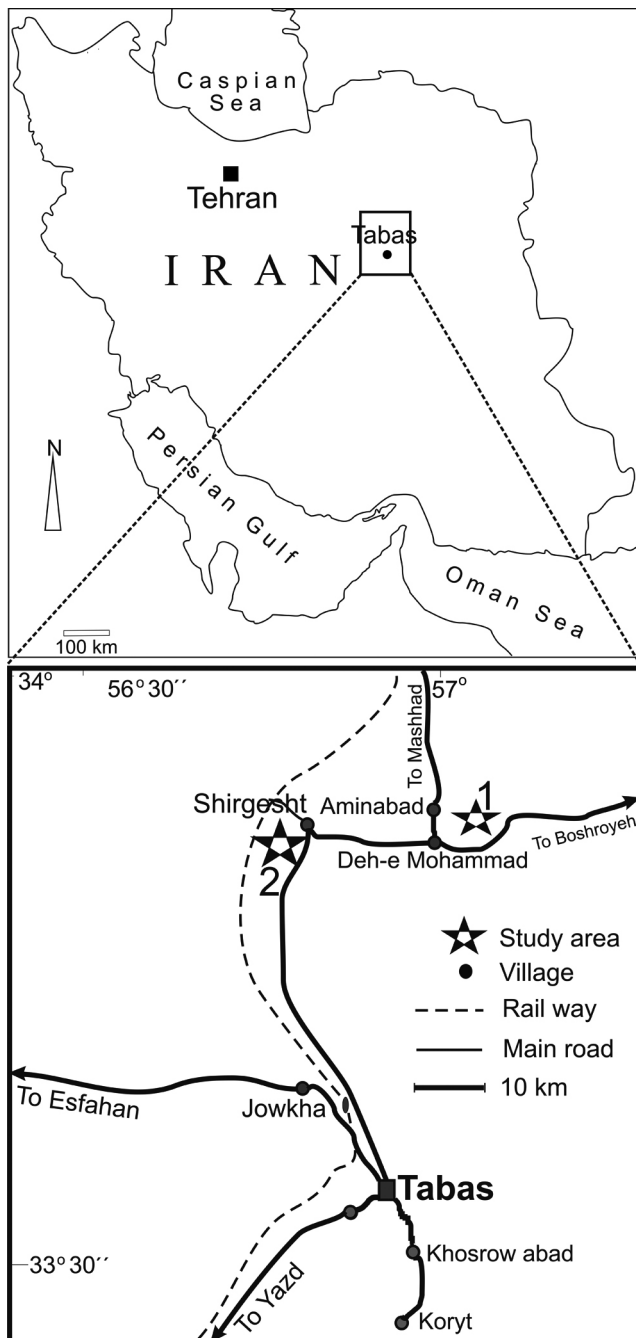 Caspian
Sea
Tehran
Tabas
IRAN
Persian Gulf
N
Oman Sea
100 km
34°
56°30´´
57°
To Mashhad
1
Shirgesht
Aminabad
To Boshroyeh
Deh-e Mohammad
2
Study area
Village
Rail way
Main road
10 km
To Esfahan
Jowkha
Tabas
33°30´´
Khosrow abad
To Yazd
Koryt